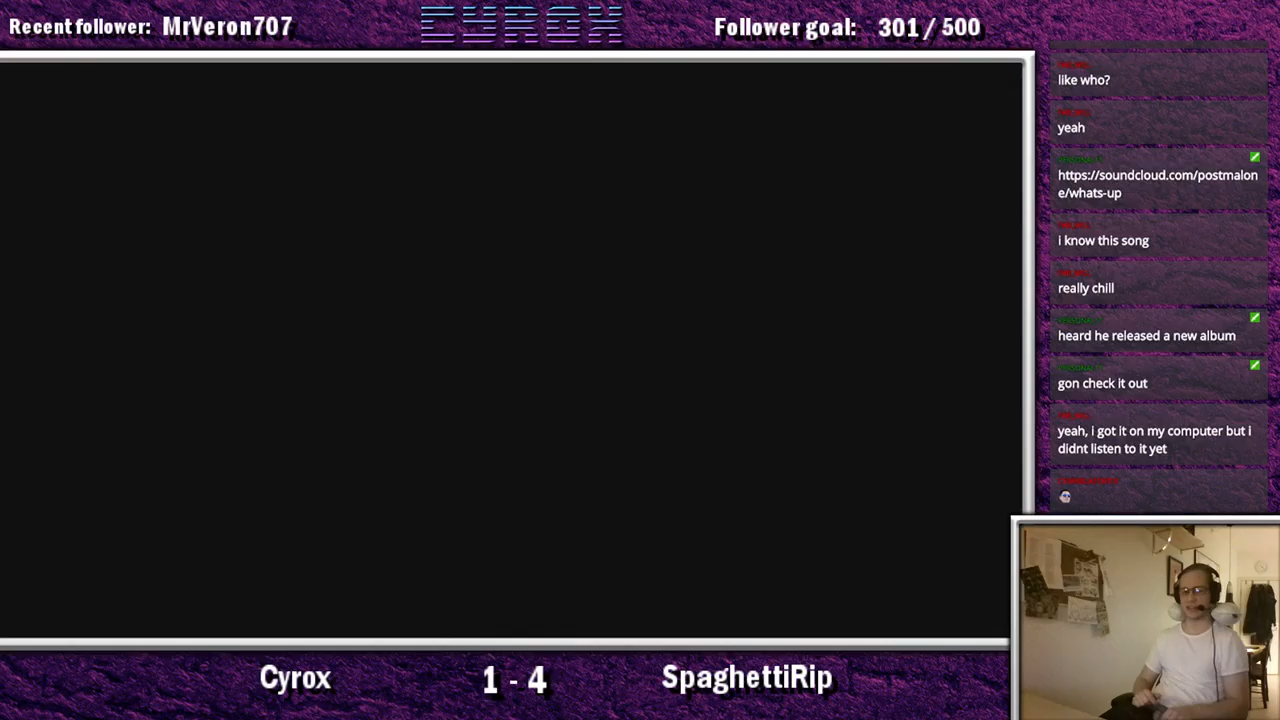 Recent follower: MrVeron707
CYROX
Follower goal: 301 / 500
like who?
yeah
https://soundcloud.com/postmalon
e/whats-up
i know this song
really chill
heard he released a new album
gon check it out
yeah, i got it on my computer but i
didnt listen to it yet
Cyrox
1 - 4
SpaghettiRip